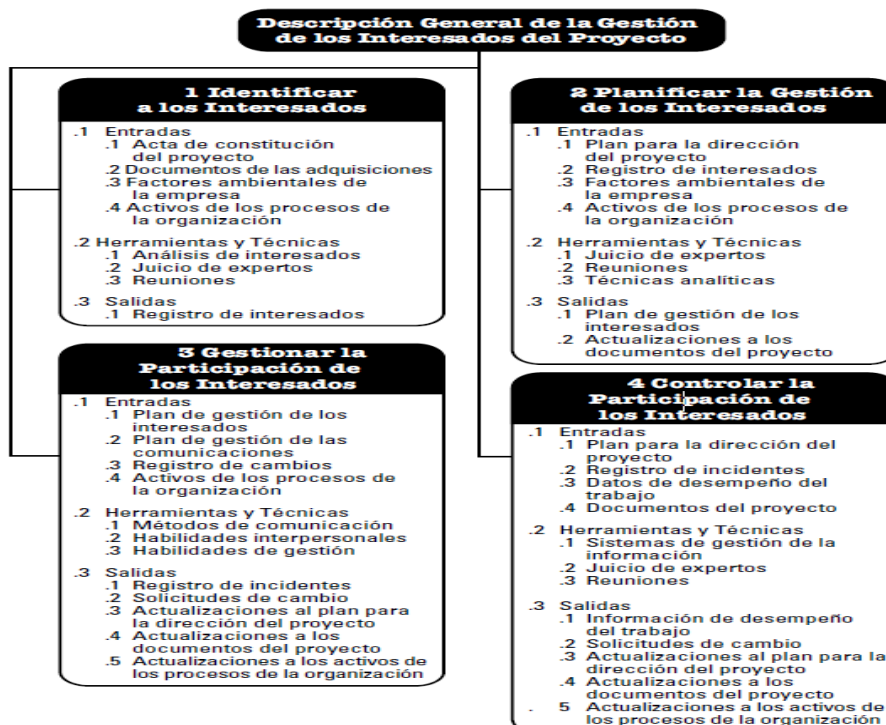 Descripción General de la Gestión
de los Interesados del Proyecto
1 Identificar
a los Interesados
.1 Entradas
.1 Acta de constitución
del proyecto
.2 Documentos de las adquisiciones
.3 Factores ambientales de
la empresa
.4 Activos de los procesos de
la organización
.2 Herramientas y Técnicas
.1 Análisis de interesados
.2 Juicio de expertos
.3 Reuniones
.3 Salidas
.1 Registro de interesados
2 Planificar la Gestión
de los Interesados
.1 Entradas
.1 Plan para la dirección
del proyecto
.2 Registro de interesados
.3 Factores ambientales de
la empresa
.4 Activos de los procesos de
la organización
.2 Herramientas y Técnicas
.1 Juicio de expertos
.2 Reuniones
.3 Técnicas analíticas
.3 Salidas
.1 Plan de gestión de los
interesados
.2 Actualizaciones a los
documentos del proyecto
3 Gestionar la
Participación de
los Interesados
.1 Entradas
.1 Plan de gestión de los
interesados
.2 Plan de gestión de las
comunicaciones
.3 Registro de cambios
.4 Activos de los procesos de
la organización
.2 Herramientas y Técnicas
.1 Métodos de comunicación
.2 Habilidades interpersonales
.3 Habilidades de gestión
.3 Salidas
.1 Registro de incidentes
.2 Solicitudes de cambio
.3 Actualizaciones al plan para
la dirección del proyecto
.4 Actualizaciones a los
documentos del proyecto
.5 Actualizaciones a los activos de
los procesos de la organización
4 Controlar la
Participación de
los Interesados
.1 Entradas
.1 Plan para la dirección del
proyecto
.2 Registro de incidentes
.3 Datos de desempeño del
trabajo
.4 Documentos del proyecto
.2 Herramientas y Técnicas
.1 Sistemas de gestión de la
información
.2 Juicio de expertos
.3 Reuniones
.3 Salidas
.1 Información de desempeño
del trabajo
.2 Solicitudes de cambio
.3 Actualizaciones al plan para la
dirección del proyecto
.4 Actualizaciones a los
documentos del proyecto
. 5 Actualizaciones a los activos de
los procesos de la organización